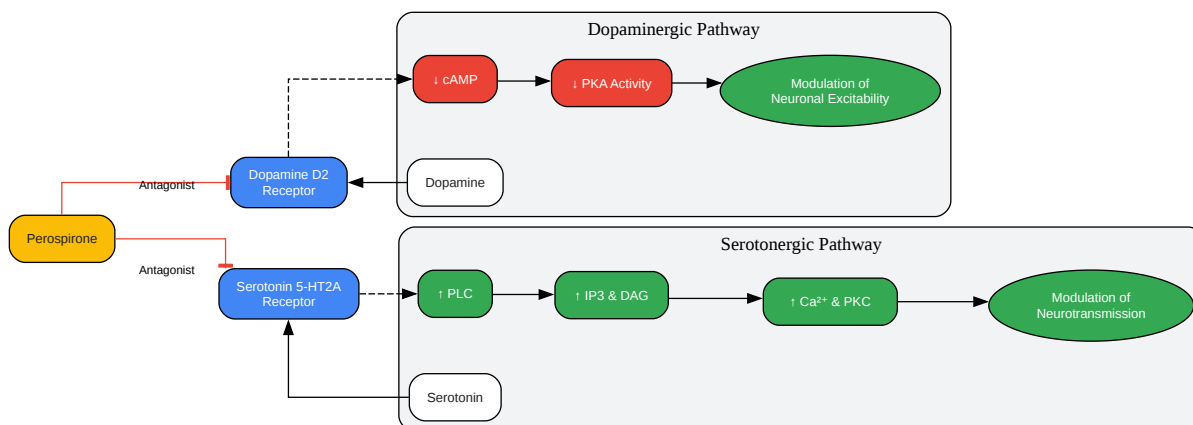 Dopaminergic Pathway
↓ cAMP
↓ PKA Activity
Modulation of
Neuronal Excitability
Dopamine D2
Receptor
Dopamine
Antagonist
Perospirone
Antagonist
Serotonergic Pathway
Serotonin 5-HT2A
Receptor
↑ PLC
↑ IP3 & DAG
↑ Ca²⁺ & PKC
Modulation of
Neurotransmission
Serotonin